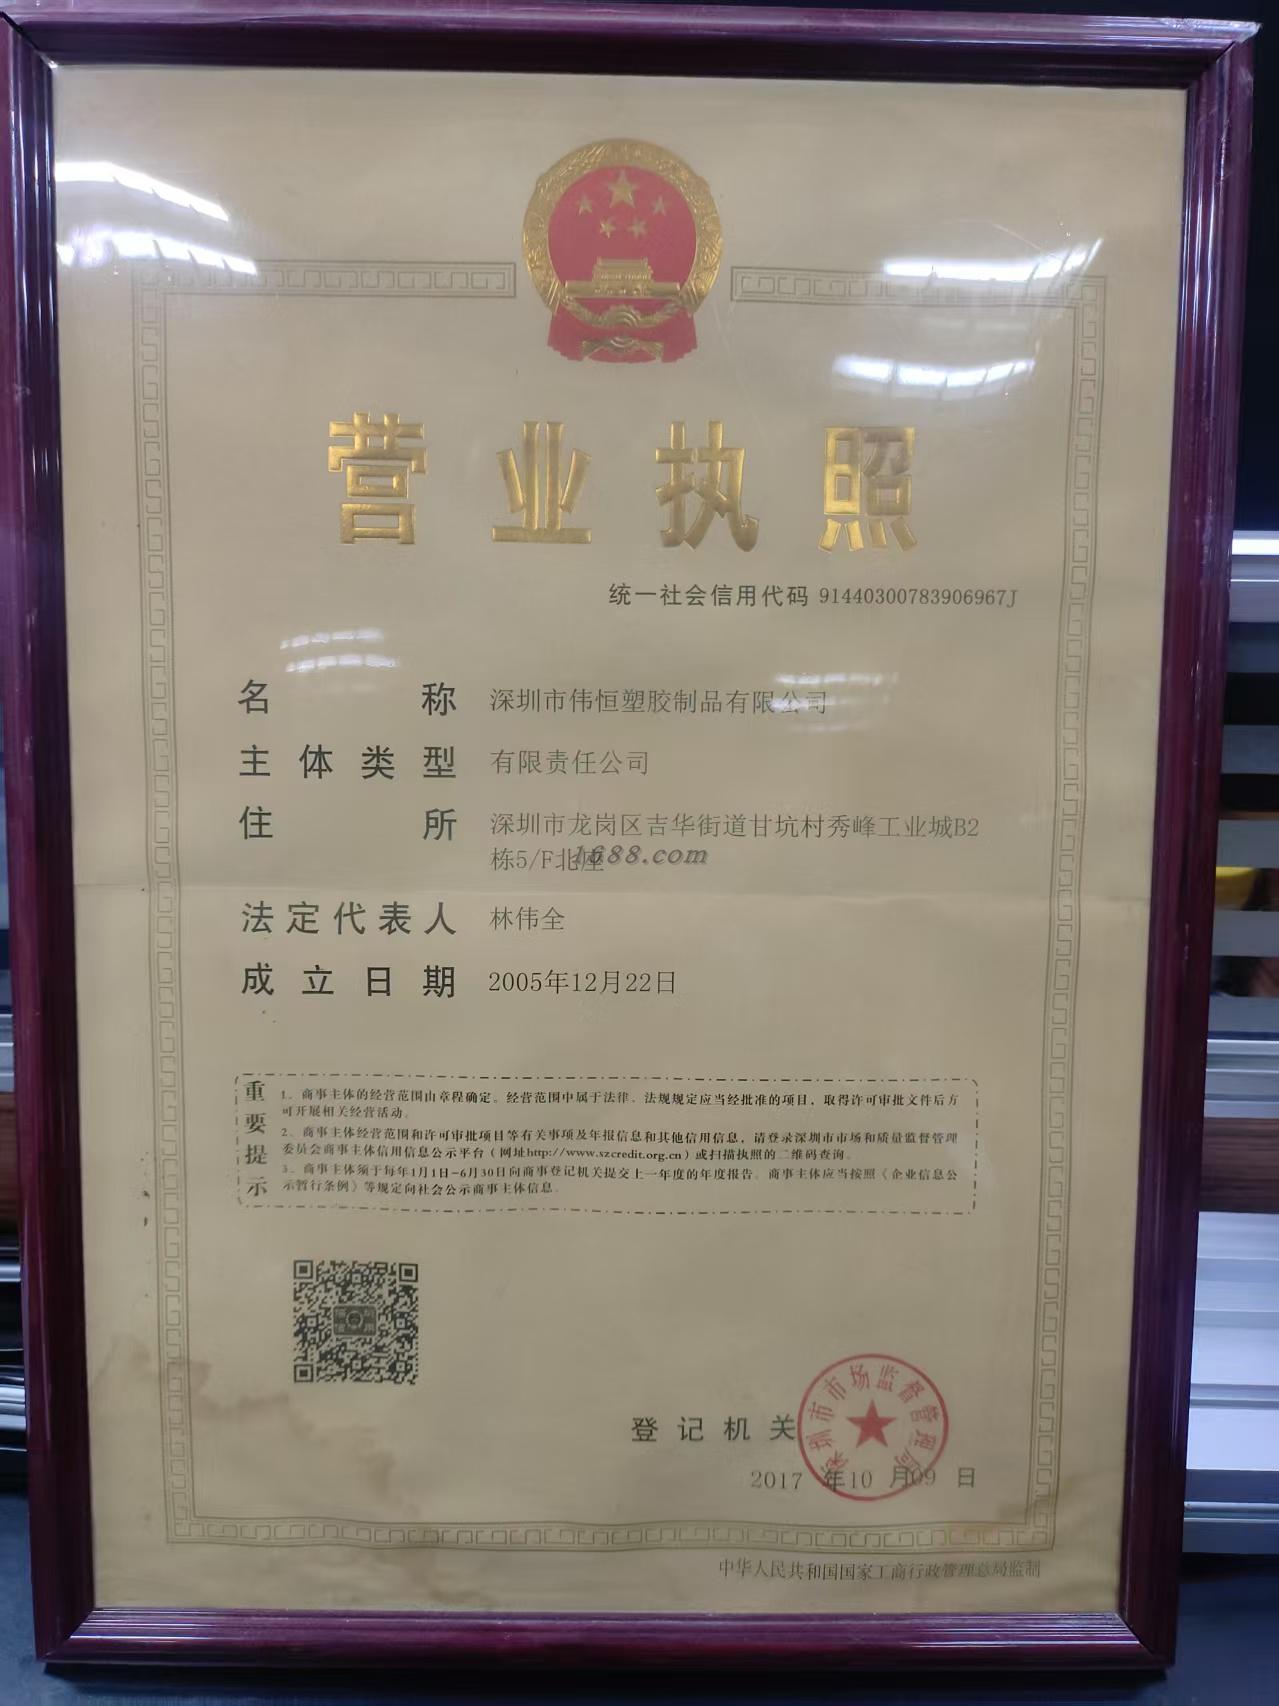 营业执照
统一社会信用代码 91440300783906967J
名称 深圳市伟恒塑胶制品有限公司
主体类型 有限责任公司
住所 深圳市龙岗区吉华街道甘坑村秀峰工业城B2
栋5/F北座
1688.com
法定代表人 林伟全
成立日期 2005年12月22日
重要提示
1、商事主体的经营范围由章程确定。经营范围中属于法律、法规规定应当经批准的项目，取得许可审批文件后方
可开展相关经营活动。
2、商事主体经营范围和许可审批项目等有关事项及年报信息和其他信用信息，请登录深圳市市场和质量监督管理
委员会商事主体信用信息公示平台（网址http://www.szcredit.org.cn）或扫描执照的二维码查询。
3、商事主体须于每年1月1日-6月30日向商事登记机关提交上一年度的年度报告。商事主体应当按照《企业信息公
示暂行条例》等规定向社会公示商事主体信息。
登记机关
深圳市市场监督管理局
2017 年10 月09 日
中华人民共和国国家工商行政管理总局监制